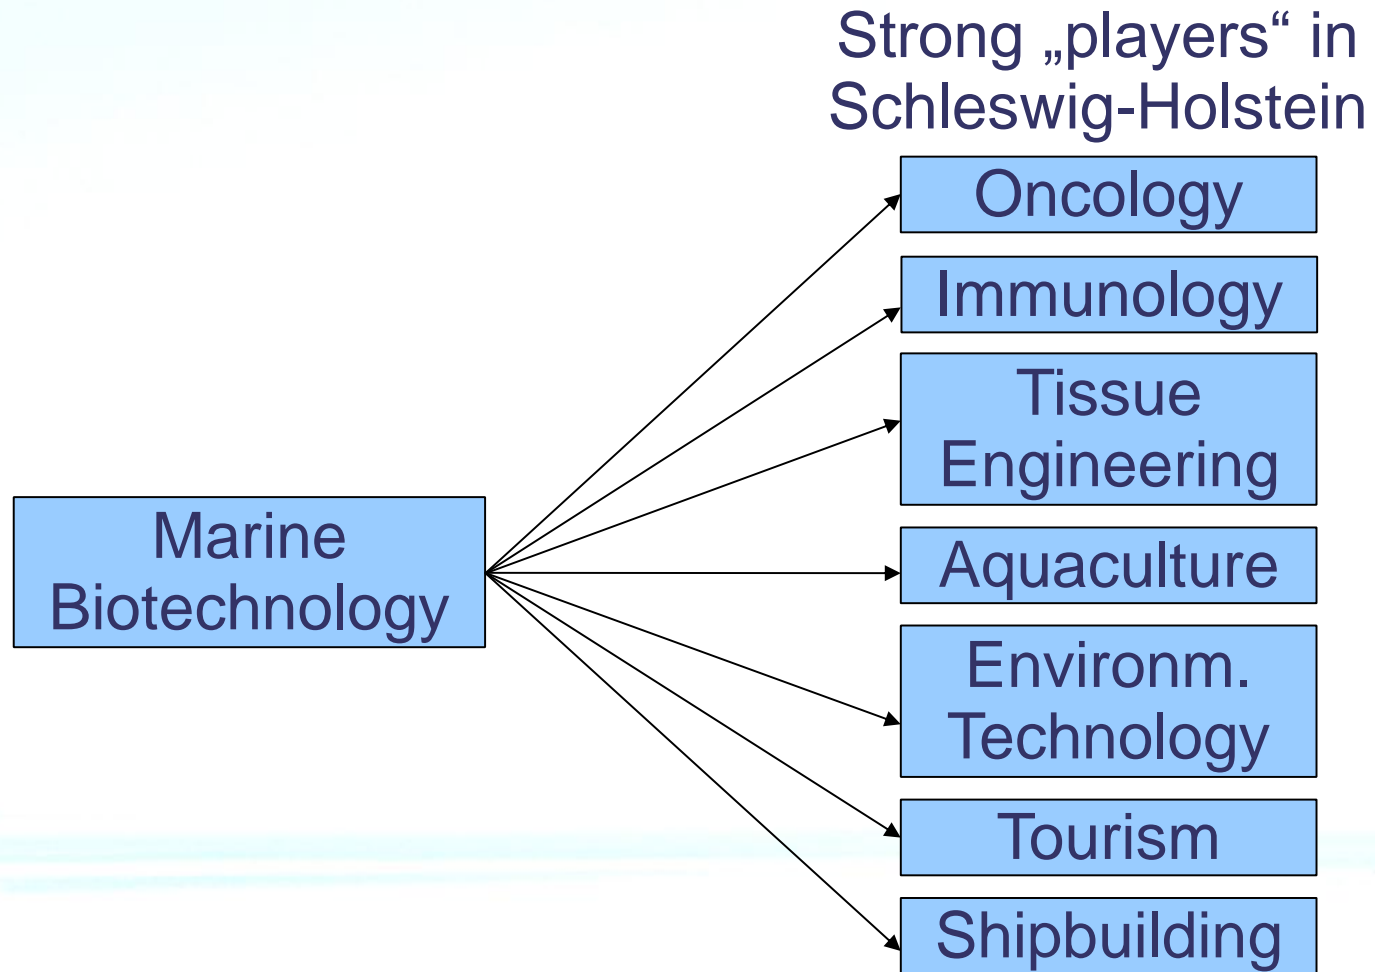 Strong „players“ in
Schleswig-Holstein
Oncology
Immunology
Tissue
Engineering
Marine
Biotechnology
Aquaculture
Environm.
Technology
Tourism
Shipbuilding